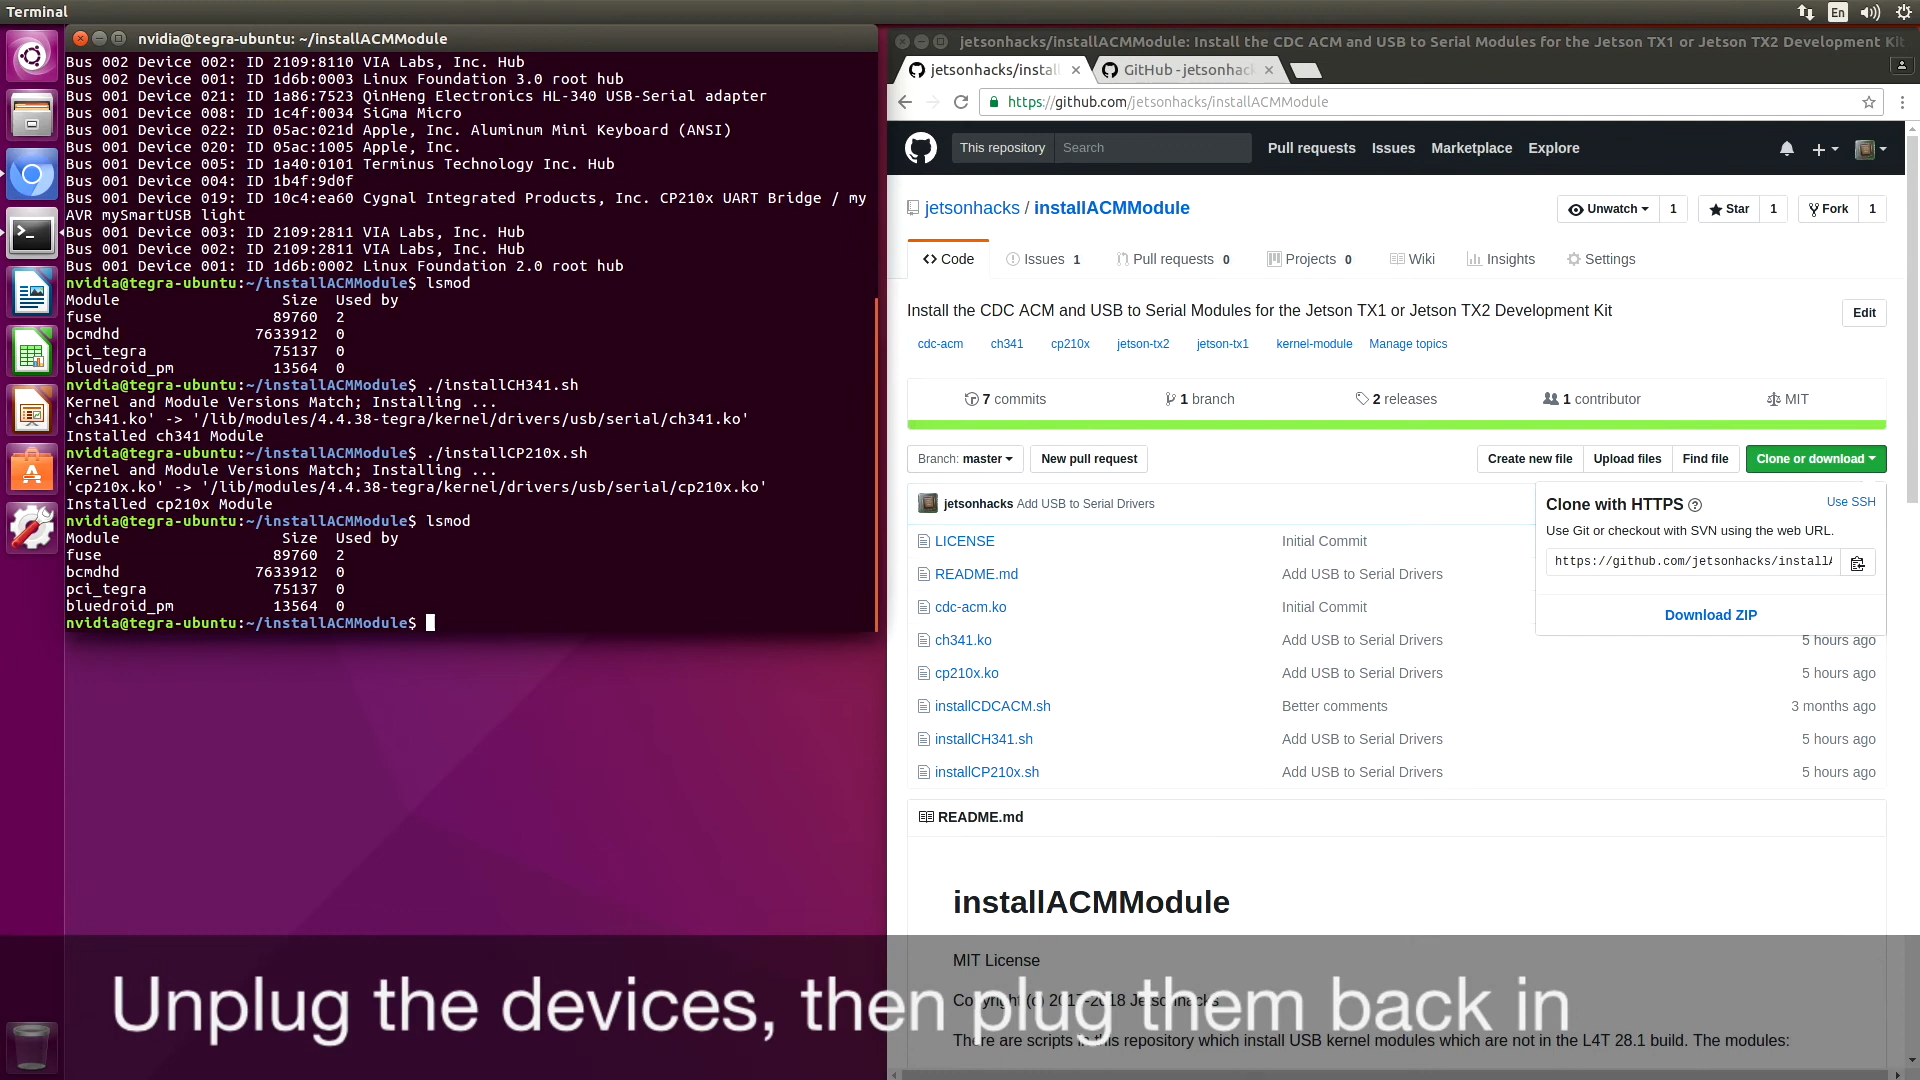 Terminal
En
nvidia@tegra-ubuntu: ~/installACMModule
Bus 002 Device 002: ID 2109:8110 VIA Labs, Inc. Hub
Bus 002 Device 001: ID 1d6b:0003 Linux Foundation 3.0 root hub
Bus 001 Device 021: ID 1a86:7523 QinHeng Electronics HL-340 USB-Serial adapter
Bus 001 Device 008: ID 1c4f:0034 SiGma Micro
Bus 001 Device 022: ID 05ac:021d Apple, Inc. Aluminum Mini Keyboard (ANSI)
Bus 001 Device 020: ID 05ac:1005 Apple, Inc.
Bus 001 Device 005: ID 1a40:0101 Terminus Technology Inc. Hub
Bus 001 Device 004: ID 1b4f:9d0f
Bus 001 Device 019: ID 10c4:ea60 Cygnal Integrated Products, Inc. CP210x UART Bridge / my
AVR mySmartUSB light
Bus 001 Device 003: ID 2109:2811 VIA Labs, Inc. Hub
Bus 001 Device 002: ID 2109:2811 VIA Labs, Inc. Hub
Bus 001 Device 001: ID 1d6b:0002 Linux Foundation 2.0 root hub
nvidia@tegra-ubuntu:~/installACMModule$ lsmod
Module Size Used by
fuse 89760 2
bcmdhd 7633912 0
pci_tegra 75137 0
bluedroid_pm 13564 0
nvidia@tegra-ubuntu:~/installACMModule$ ./installCH341.sh
Kernel and Module Versions Match; Installing ...
'ch341.ko' -> '/lib/modules/4.4.38-tegra/kernel/drivers/usb/serial/ch341.ko'
Installed ch341 Module
nvidia@tegra-ubuntu:~/installACMModule$ ./installCP210x.sh
Kernel and Module Versions Match; Installing ...
'cp210x.ko' -> '/lib/modules/4.4.38-tegra/kernel/drivers/usb/serial/cp210x.ko'
Installed cp210x Module
nvidia@tegra-ubuntu:~/installACMModule$ lsmod
Module Size Used by
fuse 89760 2
bcmdhd 7633912 0
pci_tegra 75137 0
bluedroid_pm 13564 0
nvidia@tegra-ubuntu:~/installACMModule$
jetsonhacks/installACMModule: Install the CDC ACM and USB to Serial Modules for the Jetson TX1 or Jetson TX2 Development Kit
jetsonhacks/install
GitHub - jetsonhack
https://github.com/jetsonhacks/installACMModule
This repository Search Pull requests Issues Marketplace Explore
jetsonhacks / installACMModule
Unwatch 1 Star 1 Fork 1
Code Issues 1 Pull requests 0 Projects 0 Wiki Insights Settings
Install the CDC ACM and USB to Serial Modules for the Jetson TX1 or Jetson TX2 Development Kit
Edit
cdc-acm ch341 cp210x jetson-tx2 jetson-tx1 kernel-module Manage topics
7 commits 1 branch 2 releases 1 contributor MIT
Branch: master New pull request Create new file Upload files Find file Clone or download
jetsonhacks Add USB to Serial Drivers
Clone with HTTPS Use SSH
Use Git or checkout with SVN using the web URL.
https://github.com/jetsonhacks/install
Download ZIP
LICENSE Initial Commit
README.md Add USB to Serial Drivers
cdc-acm.ko Initial Commit
ch341.ko Add USB to Serial Drivers 5 hours ago
cp210x.ko Add USB to Serial Drivers 5 hours ago
installCDCACM.sh Better comments 3 months ago
installCH341.sh Add USB to Serial Drivers 5 hours ago
installCP210x.sh Add USB to Serial Drivers 5 hours ago
README.md
installACMModule
MIT License
Copyright (c) 2017-2018 Jetsonhacks
There are scripts in this repository which install USB kernel modules which are not in the L4T 28.1 build. The modules:
Unplug the devices, then plug them back in